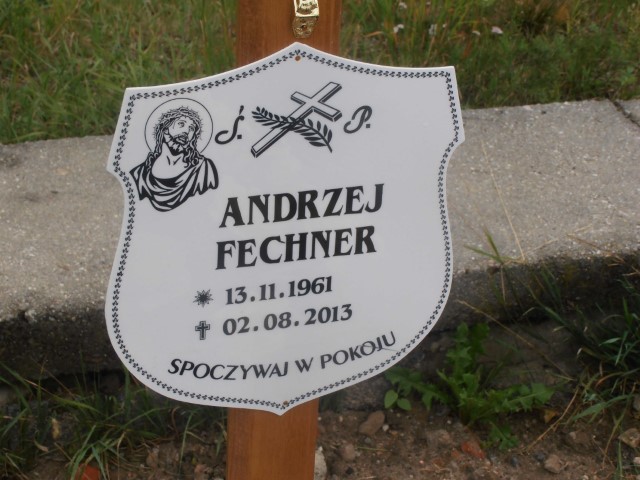 Ś. P.
ANDRZEJ
FECHNER
13.11.1961
02.08.2013
SPOCZYWAJ W POKOJU